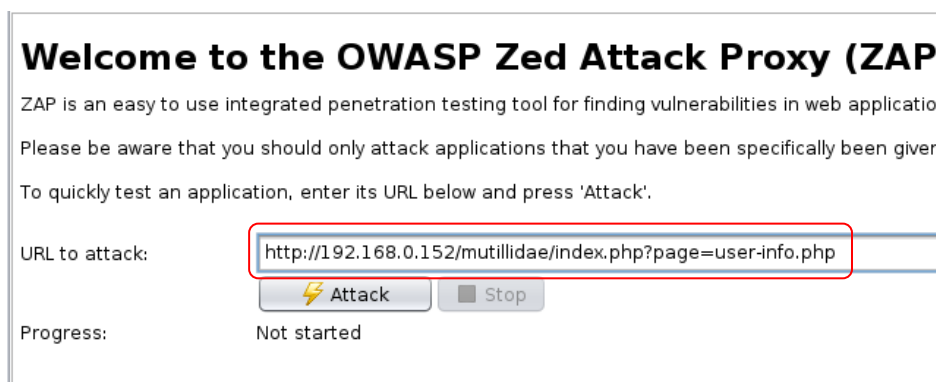 Welcome to the OWASP Zed Attack Proxy (ZAP
ZAP is an easy to use integrated penetration testing tool for finding vulnerabilities in web applicatio
Please be aware that you should only attack applications that you have been specifically been given
To quickly test an application, enter its URL below and press 'Attack'.
URL to attack: http://192.168.0.152/mutillidae/index.php?page=user-info.php
Attack Stop
Progress: Not started